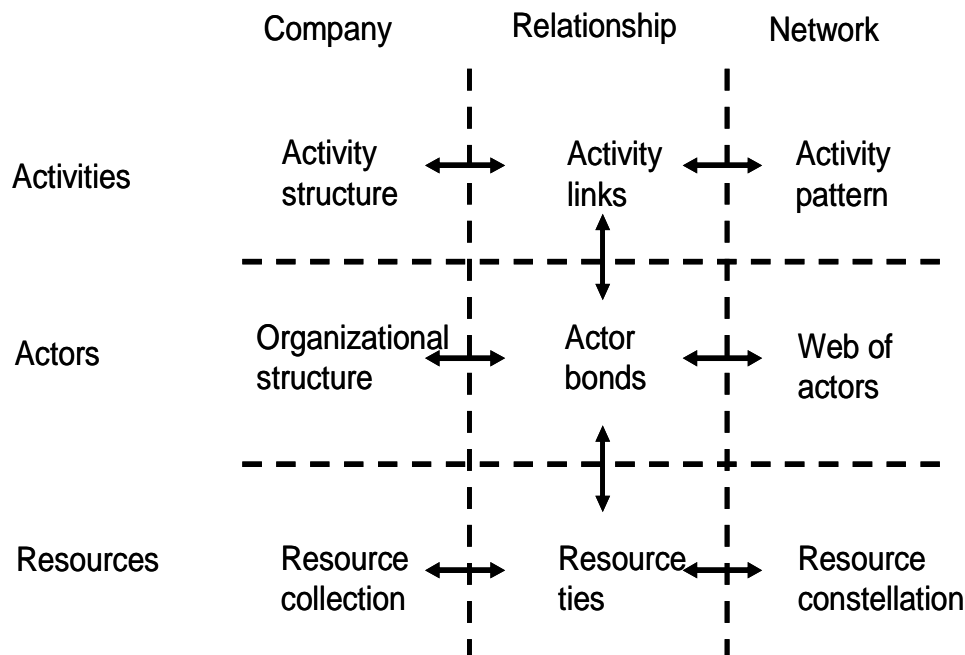 Company Relationship Network
Activities
Activity
structure
Activity
links
Activity
pattern
Actors
Organizational
structure
Actor
bonds
Web of
actors
Resources
Resource
collection
Resource
ties
Resource
constellation